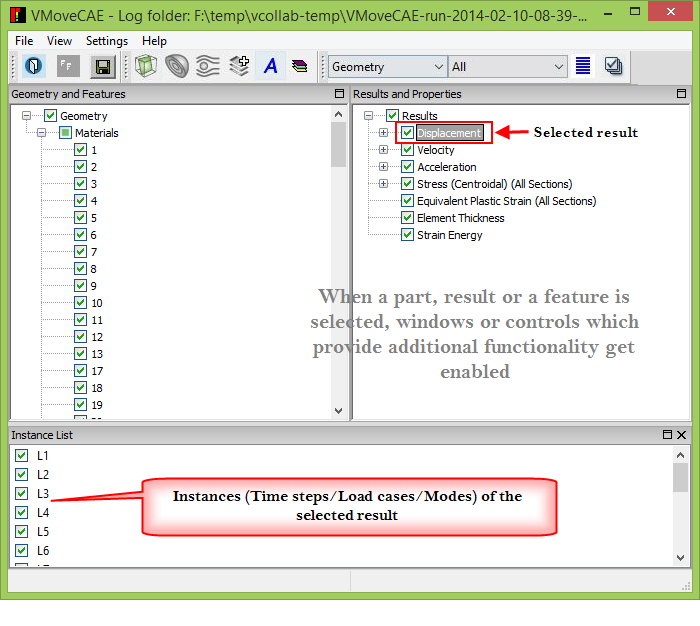 VMoveCAE - Log folder: F:\temp\vcollab-temp\VMoveCAE-run-2014-02-10-08-39-...
File View Settings Help
F F
A
Geometry
All
Geometry and Features
Geometry
Materials
1
2
3
4
5
6
7
8
9
10
11
12
13
17
18
19
Results and Properties
Results
Displacement
Selected result
Velocity
Acceleration
Stress (Centroidal) (All Sections)
Equivalent Plastic Strain (All Sections)
Element Thickness
Strain Energy
When a part, result or a feature is
selected, windows or controls which
provide additional functionality get
enabled
Instance List
L1
L2
L3
L4
L5
L6
Instances (Time steps/Load cases/Modes) of the
selected result